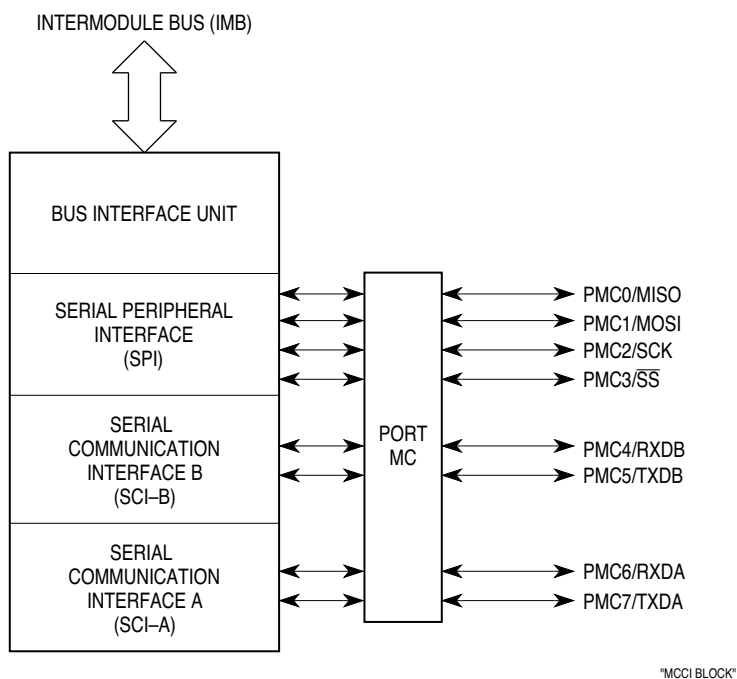 INTERMODULE BUS (IMB)
BUS INTERFACE UNIT
SERIAL PERIPHERAL
INTERFACE
(SPI)
SERIAL
COMMUNICATION
INTERFACE B
(SCI–B)
SERIAL
COMMUNICATION
INTERFACE A
(SCI–A)
PORT
MC
PMC0/MISO
PMC1/MOSI
PMC2/SCK
PMC3/S̅S̅
PMC4/RXDB
PMC5/TXDB
PMC6/RXDA
PMC7/TXDA
"MCCI BLOCK"